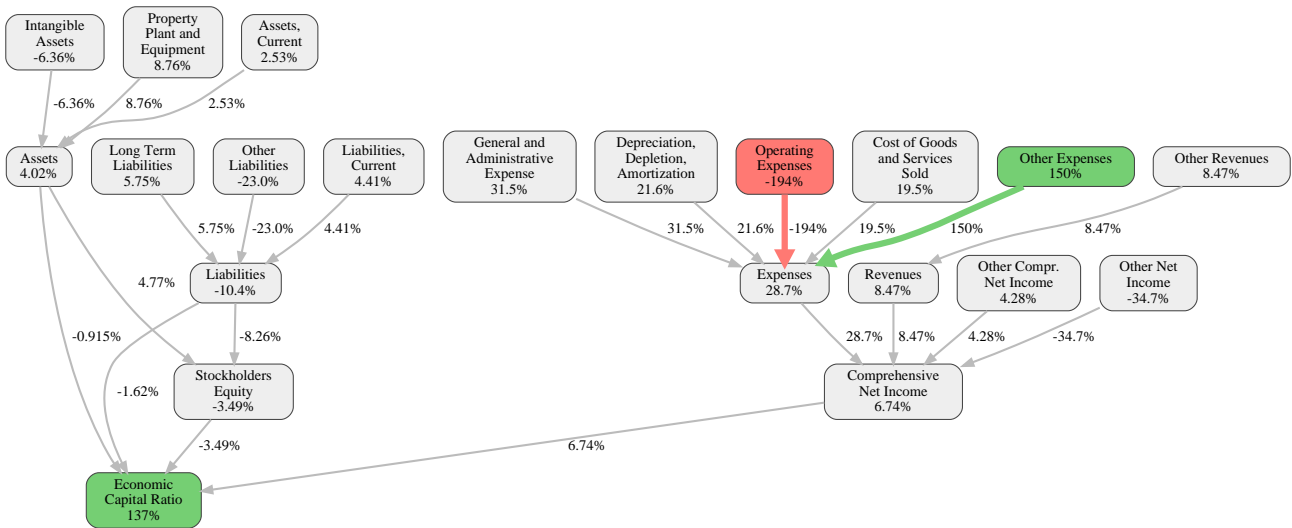 Intangible
Assets
-6.36%
Property
Plant and
Equipment
8.76%
Assets,
Current
2.53%
-6.36%
8.76%
2.53%
Assets
4.02%
Long Term
Liabilities
5.75%
Other
Liabilities
-23.0%
Liabilities,
Current
4.41%
General and
Administrative
Expense
31.5%
Depreciation,
Depletion,
Amortization
21.6%
Operating
Expenses
-194%
Cost of Goods
and Services
Sold
19.5%
Other Expenses
150%
Other Revenues
8.47%
5.75%
-23.0%
4.41%
31.5%
21.6%
-194%
19.5%
150%
8.47%
Liabilities
-10.4%
Expenses
28.7%
Revenues
8.47%
Other Compr.
Net Income
4.28%
Other Net
Income
-34.7%
4.77%
-0.915%
-8.26%
28.7%
8.47%
4.28%
-34.7%
-1.62%
Stockholders
Equity
-3.49%
Comprehensive
Net Income
6.74%
-3.49%
6.74%
Economic
Capital Ratio
137%